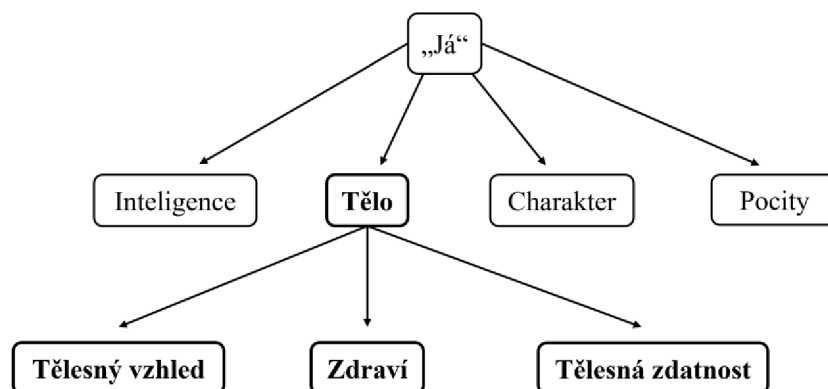 „Já“
Inteligence
Tělo
Charakter
Pocity
Tělesný vzhled
Zdraví
Tělesná zdatnost